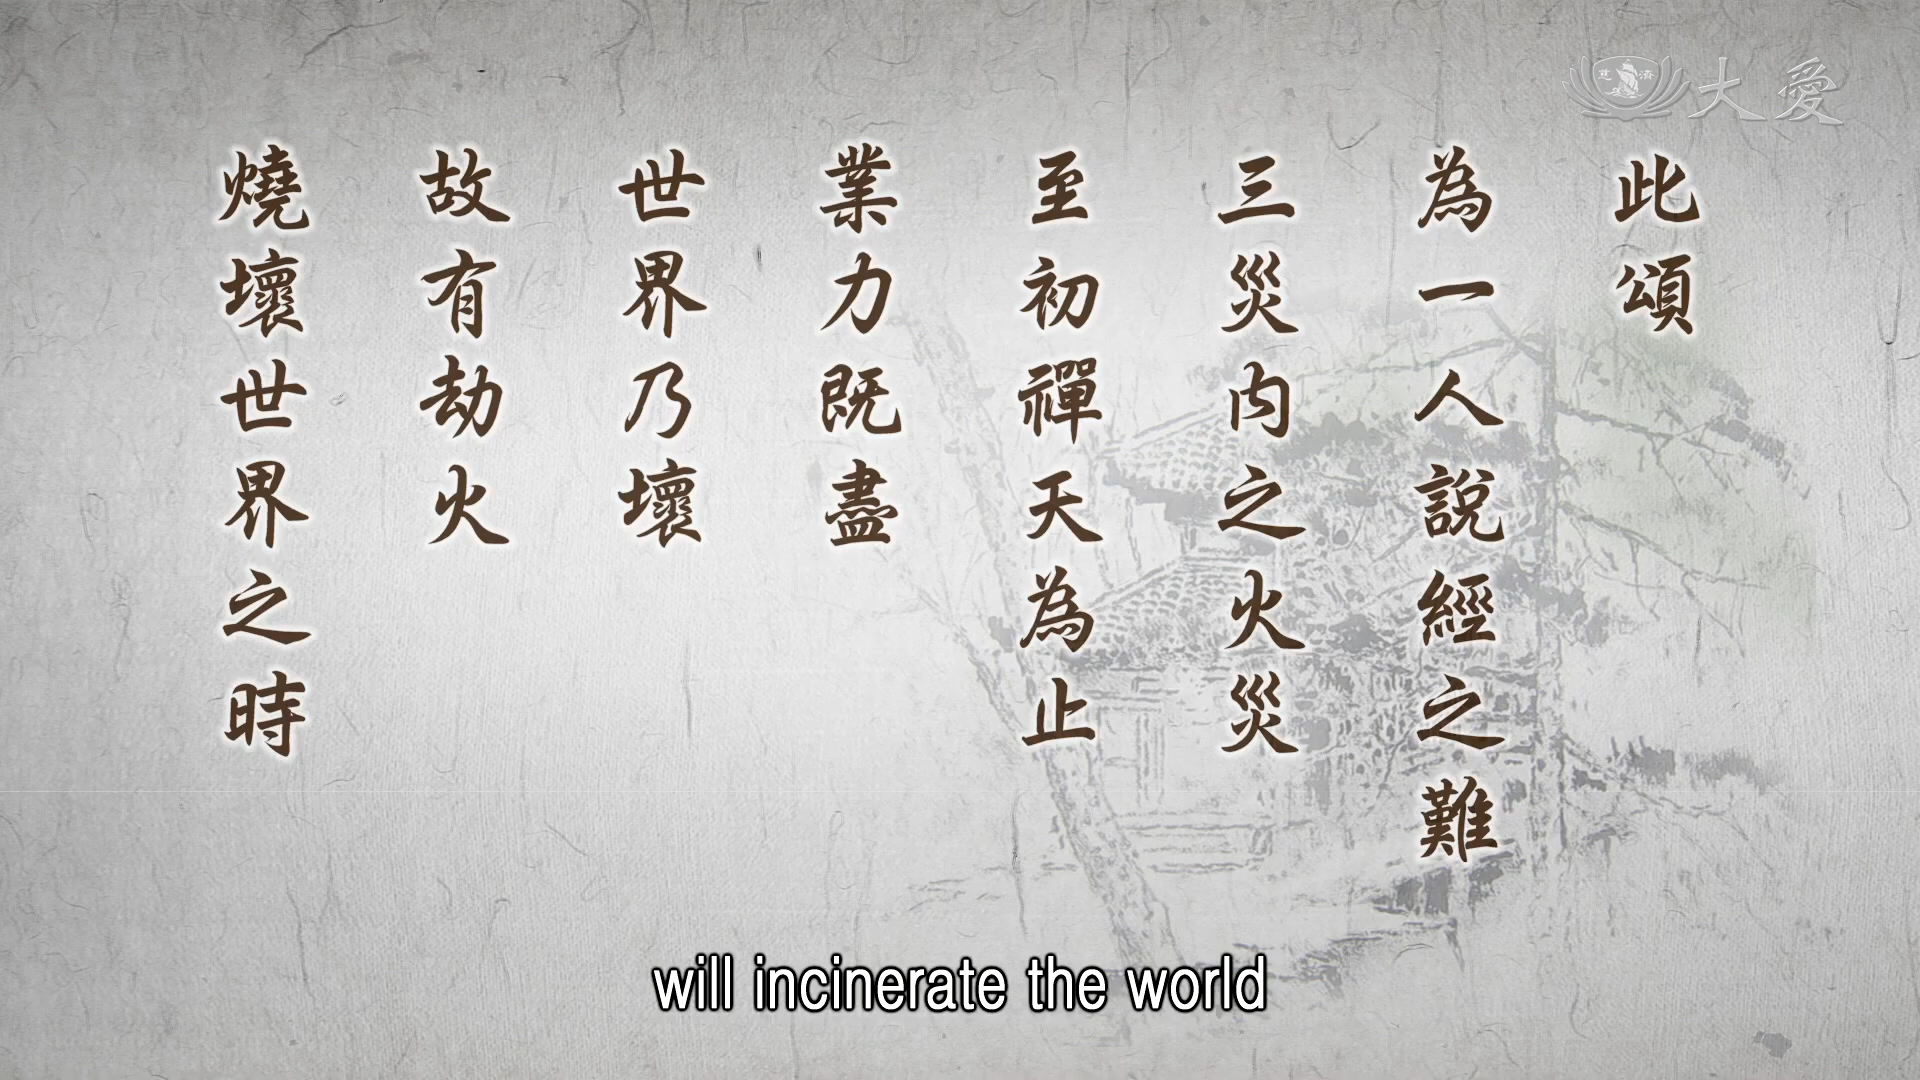 大愛
慈濟
此頌
為一人說經之難
三災內之火災
至初禪天為止
業力既盡
世界乃壞
故有劫火
燒壞世界之時
will incinerate the world